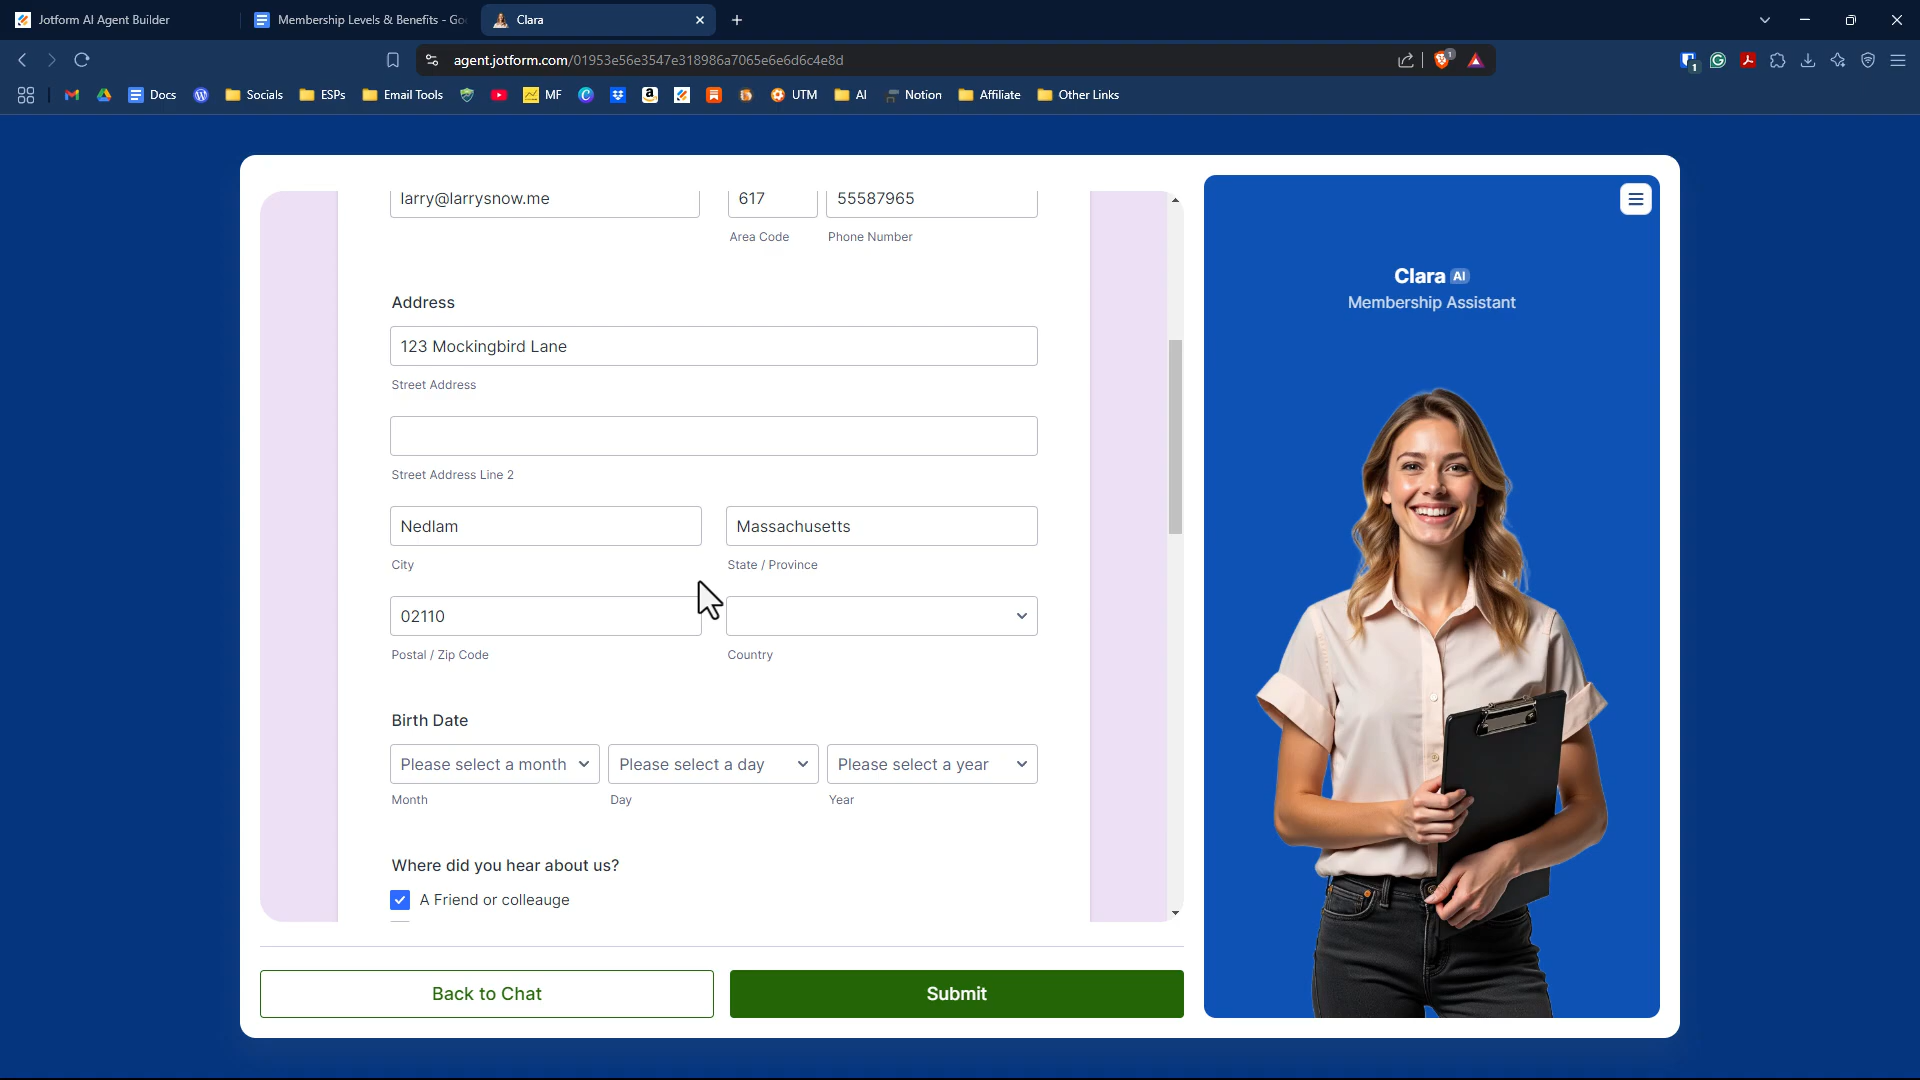 Jotform AI Agent Builder
Membership Levels & Benefits - Go
Clara
agent.jotform.com/01953e56e3547e318986a7065e6e6d6c4e8d
1
1
Docs
Socials
ESPs
Email Tools
MF
UTM
AI
Notion
Affiliate
Other Links
larry@larrysnow.me
617
55587965
Area Code
Phone Number
Address
123 Mockingbird Lane
Street Address
Street Address Line 2
Nedlam
Massachusetts
City
State / Province
02110
Postal / Zip Code
Country
Birth Date
Please select a month
Please select a day
Please select a year
Month
Day
Year
Where did you hear about us?
A Friend or colleauge
Back to Chat
Submit
Clara AI
Membership Assistant